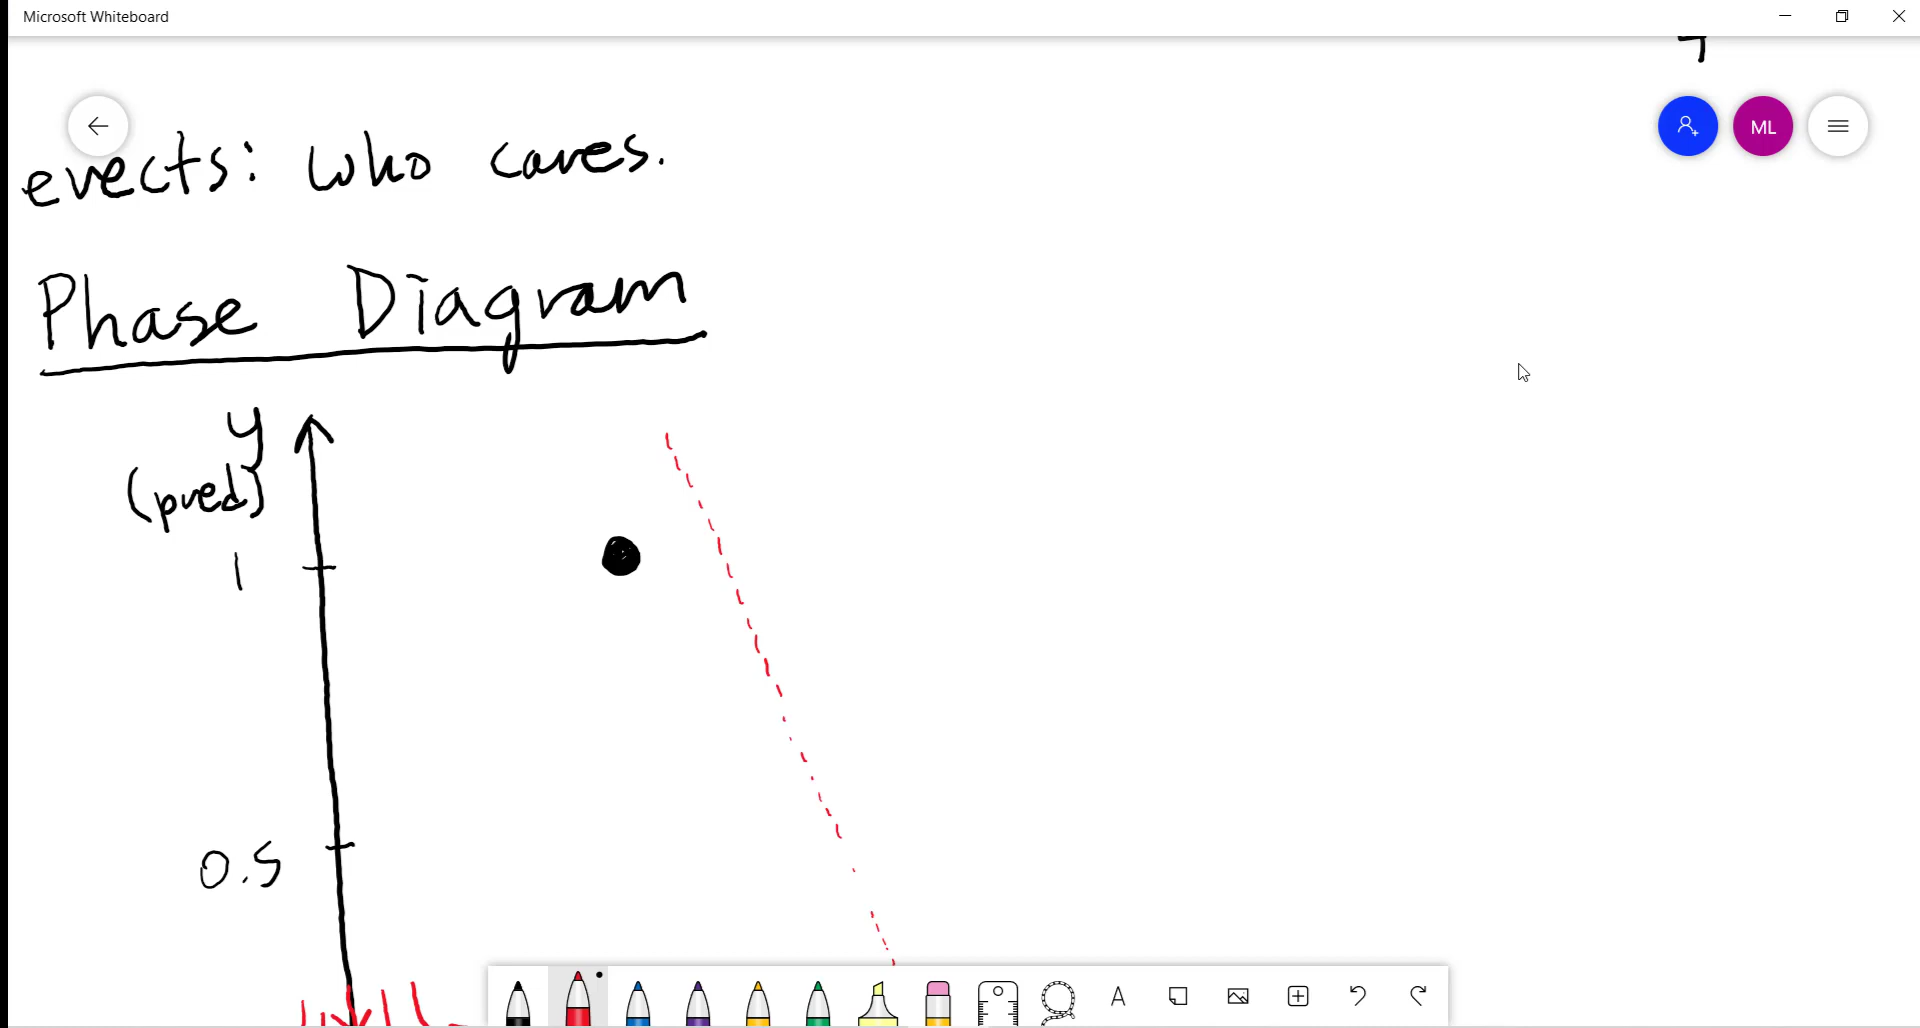 Microsoft Whiteboard
ML
evects: who cares.
Phase Diagram
y
(pred)
1
0.5
A